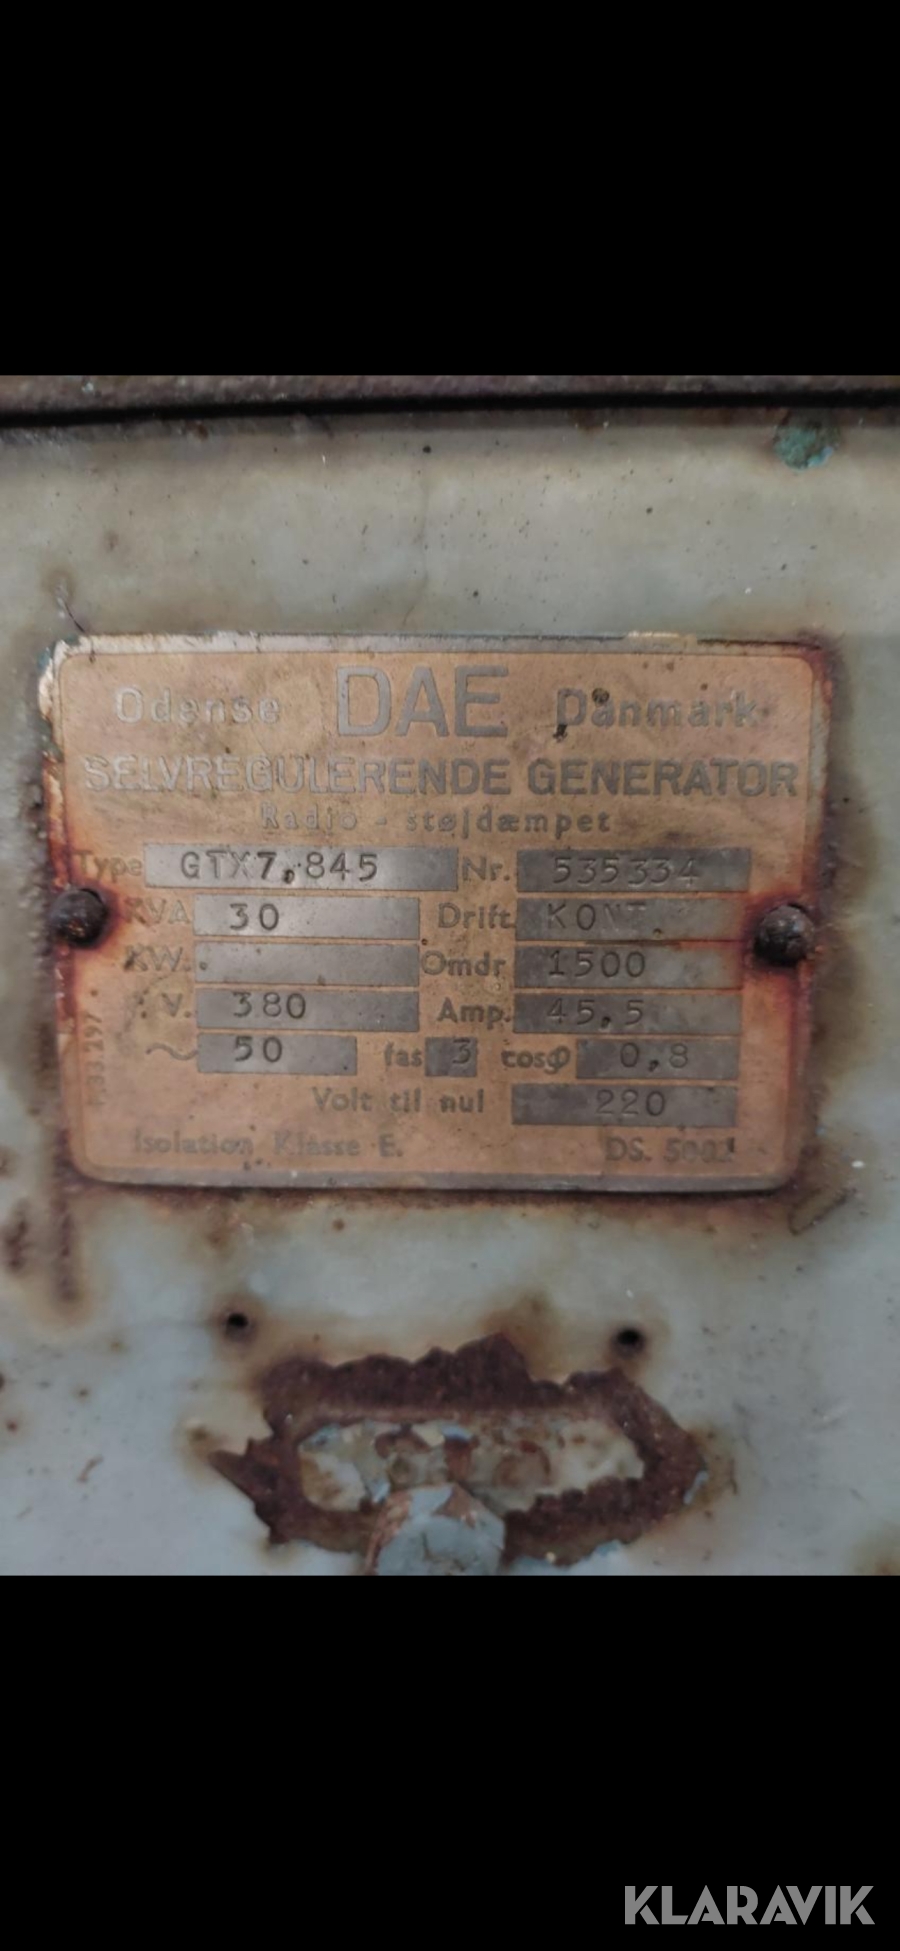 Odense DAE Danmark
SELVREGULERENDE GENERATOR
Radio - støjdæmpet
Type GTX7,845 Nr. 535334
KVA 30 Drift. KONT
KW. Omdr 1500
V. 380 Amp. 45,5
~ 50 fas 3 cosφ 0,8
Volt til nul 220
Isolation Klasse E. DS. 5002
KLARAVIK